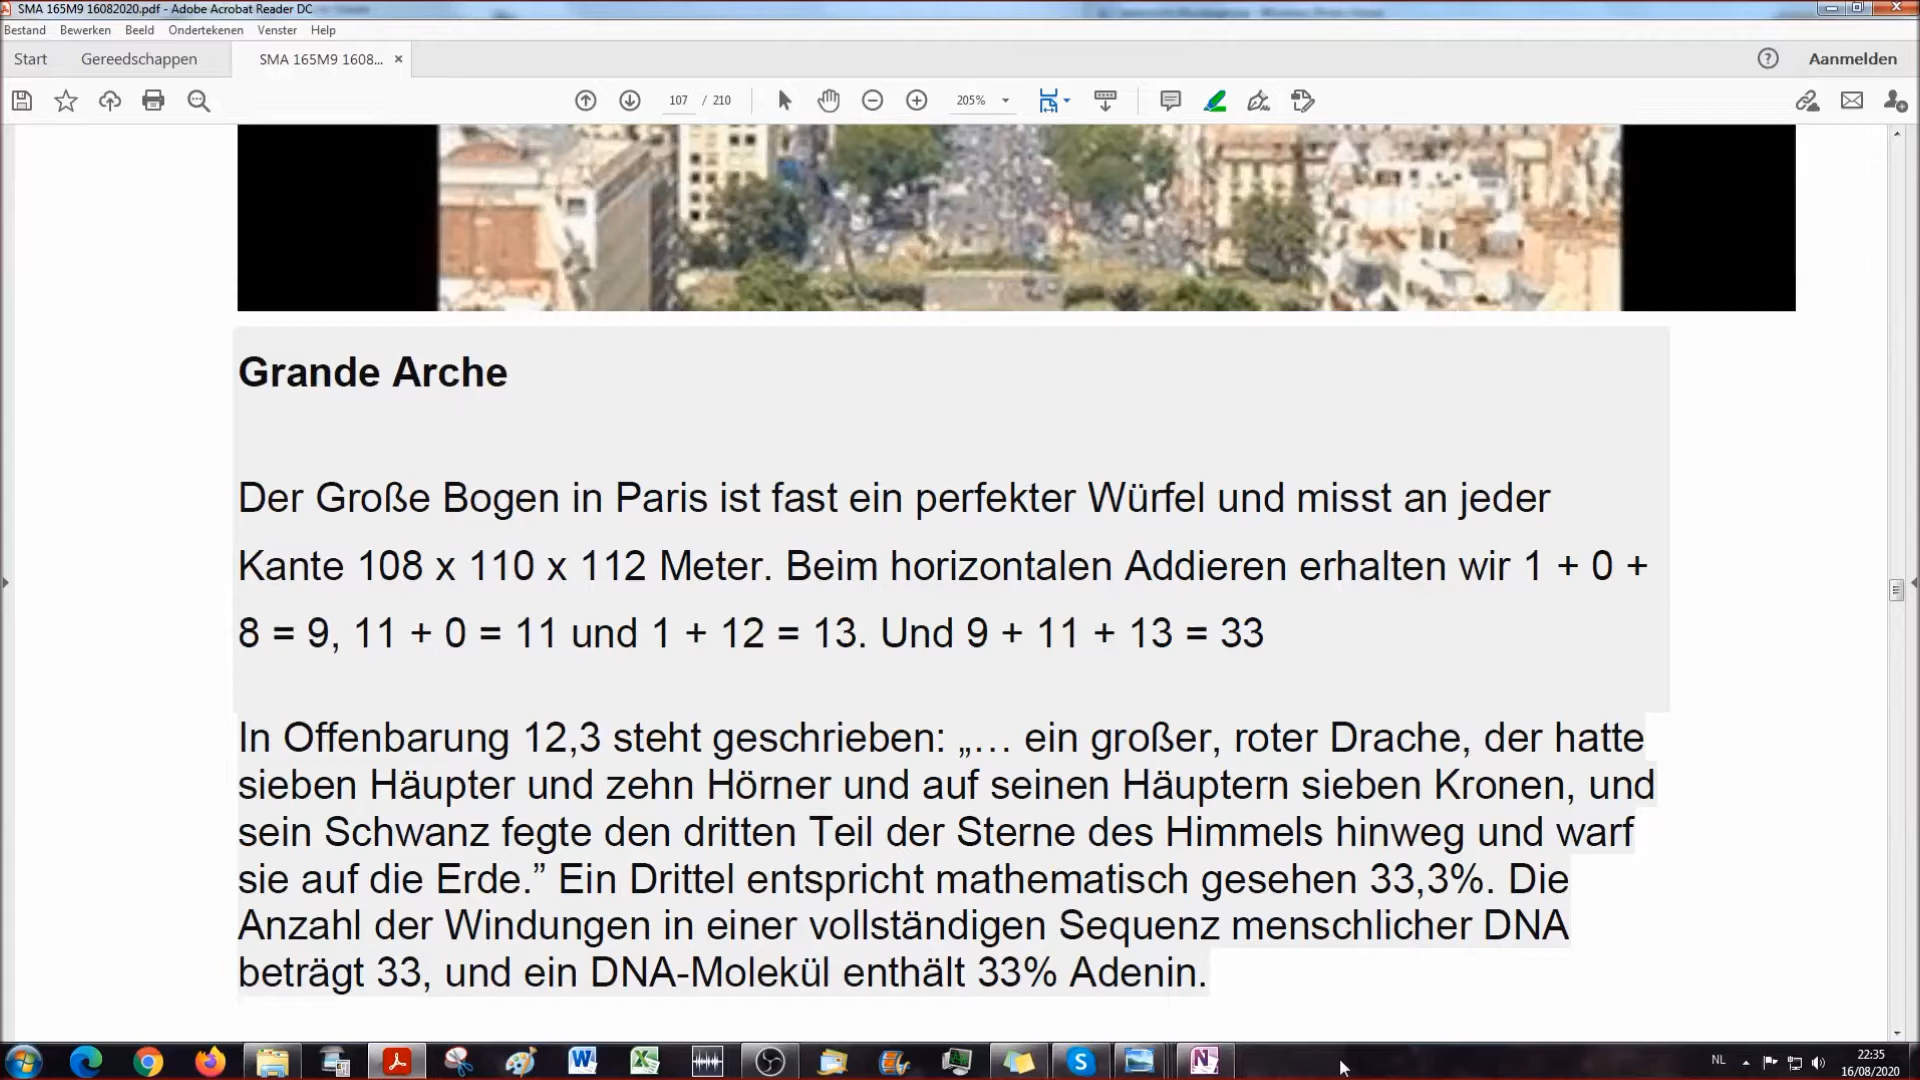 SMA 165M9 16082020.pdf - Adobe Acrobat Reader DC
Bestand Bewerken Beeld Ondertekenen Venster Help
Start Gereedschappen SMA 165M9 1608... × ? Aanmelden
107 / 210 205%
Grande Arche
Der Große Bogen in Paris ist fast ein perfekter Würfel und misst an jeder
Kante 108 x 110 x 112 Meter. Beim horizontalen Addieren erhalten wir 1 + 0 +
8 = 9, 11 + 0 = 11 und 1 + 12 = 13. Und 9 + 11 + 13 = 33
In Offenbarung 12,3 steht geschrieben: „… ein großer, roter Drache, der hatte
sieben Häupter und zehn Hörner und auf seinen Häuptern sieben Kronen, und
sein Schwanz fegte den dritten Teil der Sterne des Himmels hinweg und warf
sie auf die Erde.” Ein Drittel entspricht mathematisch gesehen 33,3%. Die
Anzahl der Windungen in einer vollständigen Sequenz menschlicher DNA
beträgt 33, und ein DNA-Molekül enthält 33% Adenin.
NL 22:35
16/08/2020